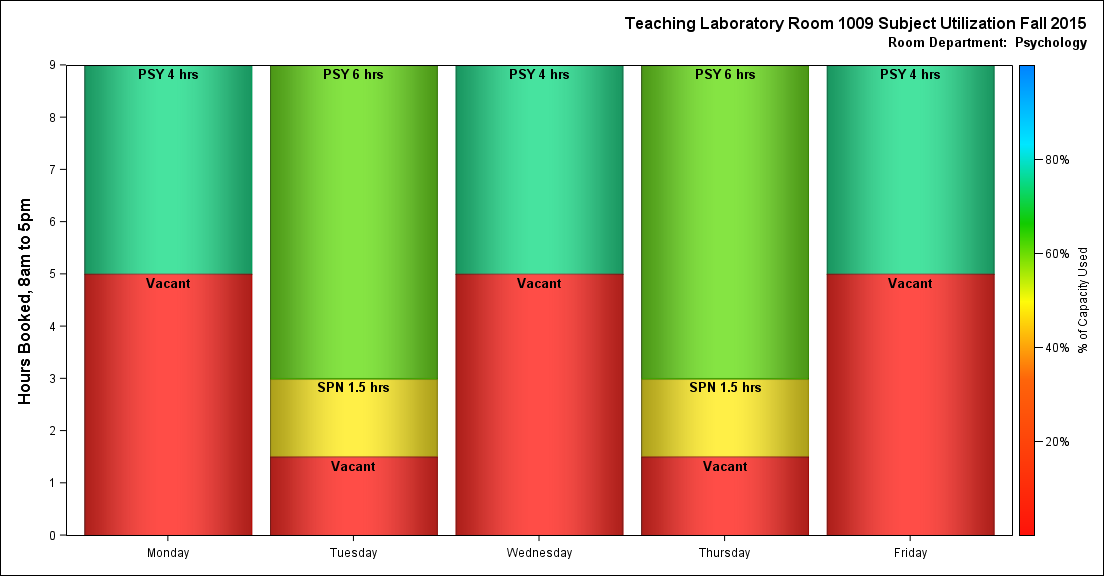 Teaching Laboratory Room 1009 Subject Utilization Fall 2015
Room Department:  Psychology
Hours Booked, 8am to 5pm
9
8
7
6
5
4
3
2
1
0
PSY 4 hrs
Vacant
PSY 6 hrs
SPN 1.5 hrs
Vacant
PSY 4 hrs
Vacant
PSY 6 hrs
SPN 1.5 hrs
Vacant
PSY 4 hrs
Vacant
Monday
Tuesday
Wednesday
Thursday
Friday
80%
60%
40%
20%
% of Capacity Used